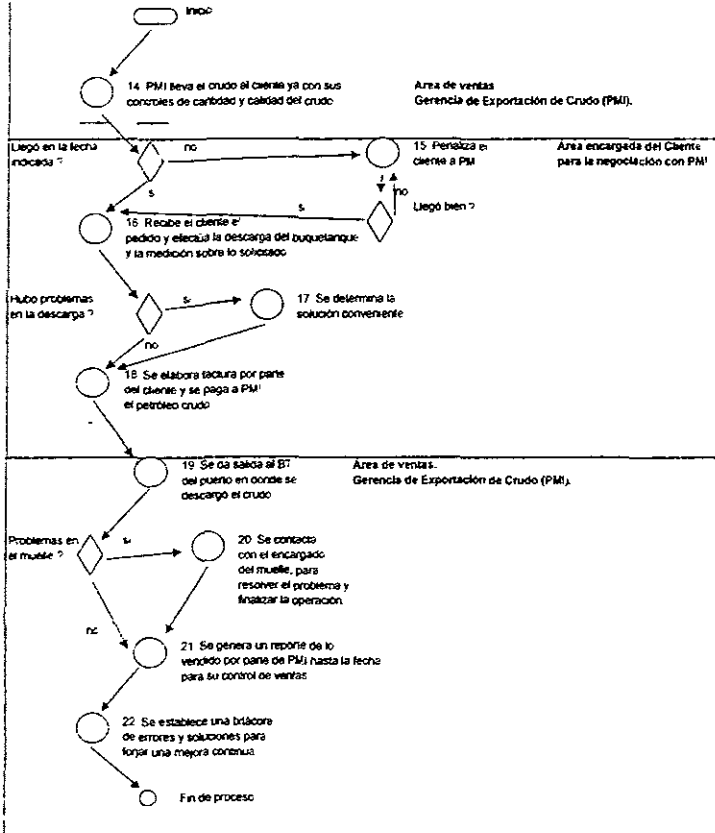 Inicio
14 PMI lleva el crudo al cliente ya con sus
controles de cantidad y calidad del crudo
Area de ventas
Gerencia de Exportación de Crudo (PMI).
Llegó en la fecha
indicada ?
no
15 Penaliza el
cliente a PM
Area encargada del Cliente
para la negociación con PMI
s
s
no
Llegó bien ?
16 Recibe el cliente e
pedido y efectúa la descarga del buquetanque
y la medición sobre lo solicitado
Hubo problemas
en la descarga ?
si
17 Se determina la
solución conveniente
no
18 Se elabora factura por parte
del cliente y se paga a PMI
el petróleo crudo
19 Se da salida al BT
del puerto en donde se
descargó el crudo
Area de ventas.
Gerencia de Exportación de Crudo (PMI).
Problemas en
el muelle ?
si
20 Se contacta
con el encargado
del muelle, para
resolver el problema y
finalizar la operación
no
21 Se genera un reporte de lo
vendido por parte de PMI hasta la fecha
para su control de ventas
22 Se establece una bitácora
de errores y soluciones para
forjar una mejora continua
Fin de proceso